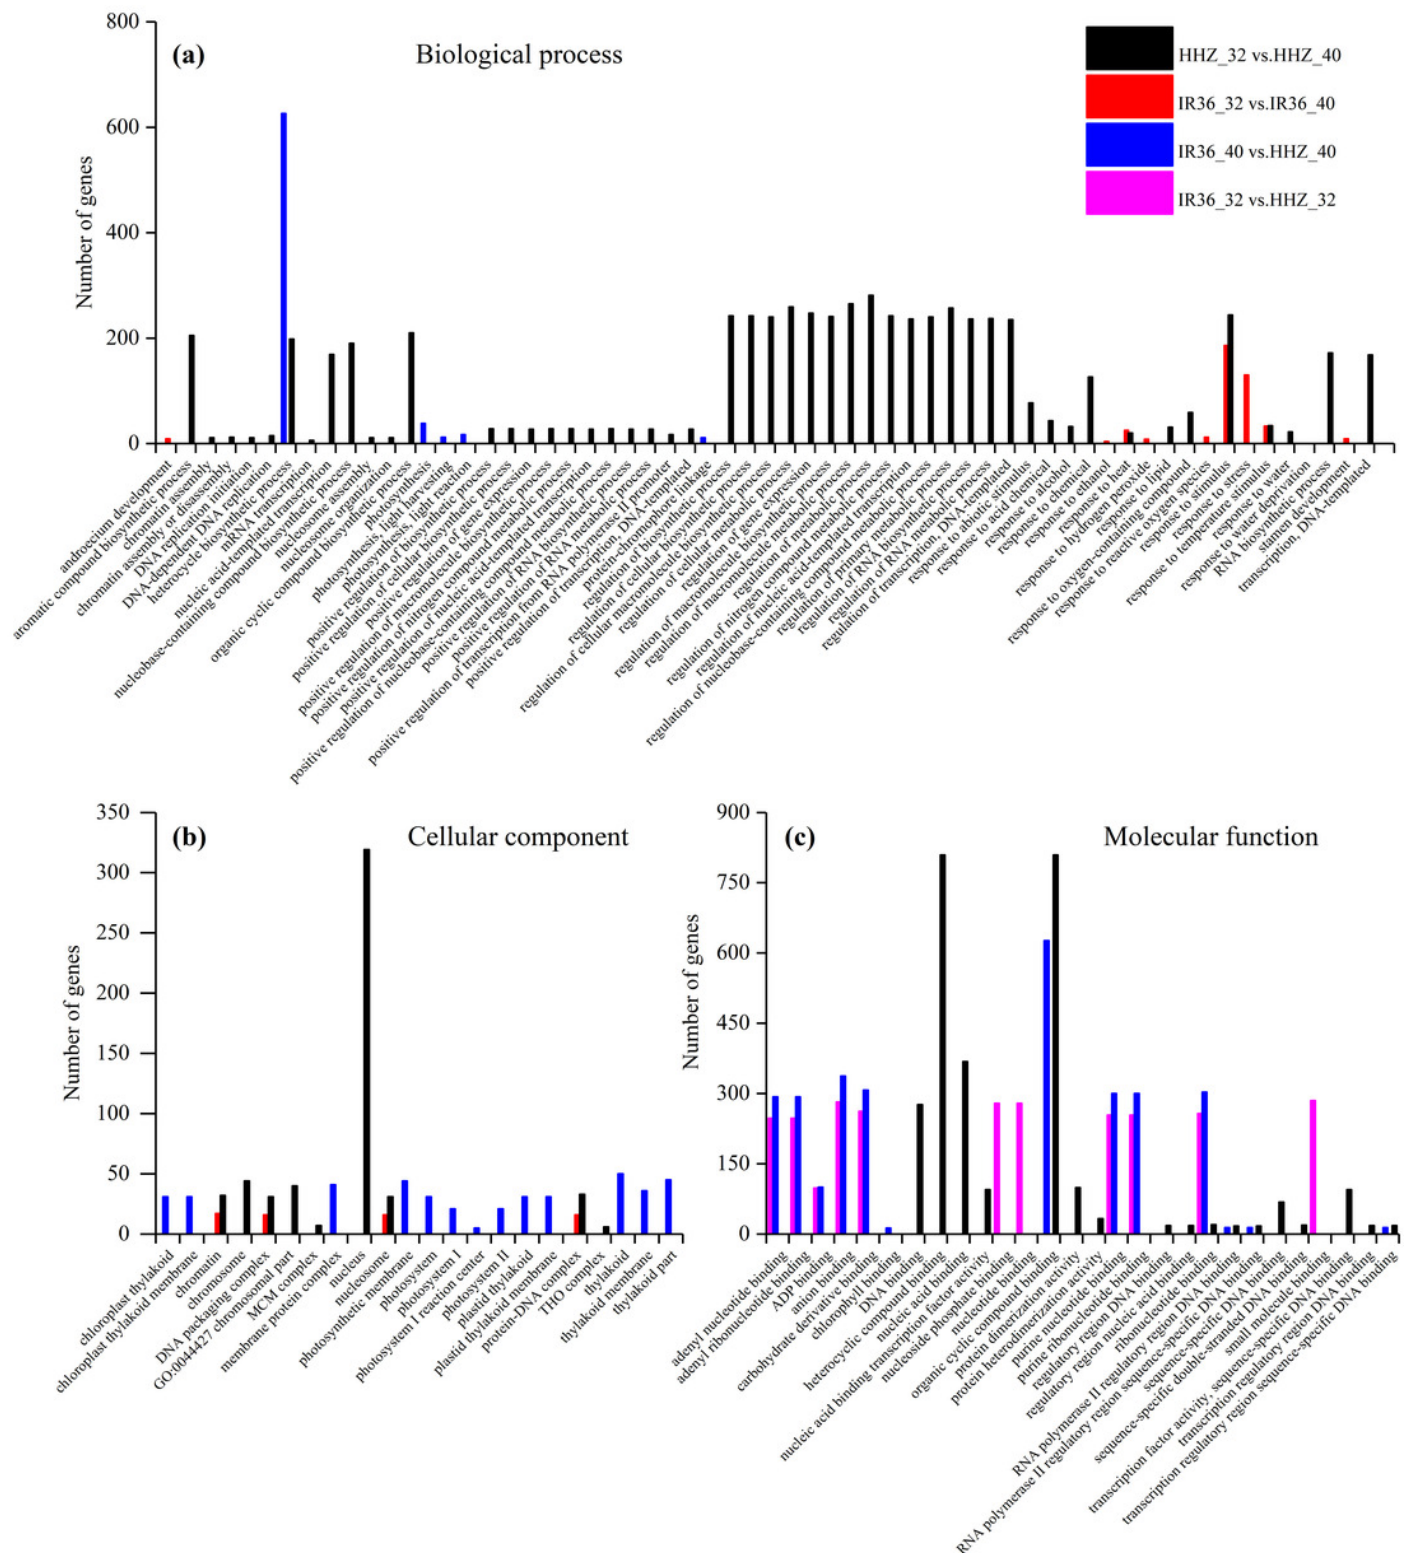 (a)
Biological process
HHZ_32 vs.HHZ_40
IR36_32 vs.IR36_40
IR36_40 vs.HHZ_40
IR36_32 vs.HHZ_32
Number of genes
800
600
400
200
0
androecium development
aromatic compound biosynthetic process
chromatin assembly
chromatin assembly or disassembly
DNA replication initiation
DNA-dependent DNA replication
heterocycle biosynthetic process
mRNA transcription
nucleic acid-templated transcription
nucleobase-containing compound biosynthetic process
nucleosome assembly
nucleosome organization
organic cyclic compound biosynthetic process
photosynthesis
photosynthesis, light harvesting
photosynthesis, light reaction
positive regulation of biosynthetic process
positive regulation of cellular biosynthetic process
positive regulation of gene expression
positive regulation of macromolecule biosynthetic process
positive regulation of nitrogen compound metabolic process
positive regulation of nucleic acid-templated transcription
positive regulation of nucleobase-containing compound metabolic process
positive regulation of RNA biosynthetic process
positive regulation of RNA metabolic process
positive regulation of transcription from RNA polymerase II promoter
positive regulation of transcription, DNA-templated
protein-chromophore linkage
regulation of biosynthetic process
regulation of cellular biosynthetic process
regulation of cellular macromolecule biosynthetic process
regulation of cellular metabolic process
regulation of gene expression
regulation of macromolecule biosynthetic process
regulation of macromolecule metabolic process
regulation of metabolic process
regulation of nitrogen compound metabolic process
regulation of nucleic acid-templated transcription
regulation of nucleobase-containing compound metabolic process
regulation of primary metabolic process
regulation of RNA biosynthetic process
regulation of RNA metabolic process
regulation of transcription, DNA-templated
response to abiotic stimulus
response to acid chemical
response to alcohol
response to chemical
response to ethanol
response to heat
response to hydrogen peroxide
response to lipid
response to oxygen-containing compound
response to reactive oxygen species
response to stimulus
response to stress
response to temperature stimulus
response to water
response to water deprivation
RNA biosynthetic process
stamen development
transcription, DNA-templated
(b)
Cellular component
Number of genes
350
300
250
200
150
100
50
0
chloroplast thylakoid
chloroplast thylakoid membrane
chromatin
chromosome
DNA packaging complex
GO:0044427 chromosomal part
MCM complex
membrane protein complex
nucleus
nucleosome
photosynthetic membrane
photosystem
photosystem I
photosystem I reaction center
photosystem II
plastid thylakoid
plastid thylakoid membrane
protein-DNA complex
THO complex
thylakoid
thylakoid membrane
thylakoid part
(c)
Molecular function
Number of genes
900
750
600
450
300
150
0
adenyl nucleotide binding
adenyl ribonucleotide binding
ADP binding
anion binding
carbohydrate derivative binding
chlorophyll binding
DNA binding
heterocyclic compound binding
nucleic acid binding
nucleic acid binding transcription factor activity
nucleoside phosphate binding
nucleotide binding
organic cyclic compound binding
protein dimerization activity
protein heterodimerization activity
purine nucleotide binding
purine ribonucleotide binding
regulatory region DNA binding
regulatory region nucleic acid binding
ribonucleotide binding
RNA polymerase II regulatory region DNA binding
RNA polymerase II regulatory region sequence-specific DNA binding
sequence-specific DNA binding
sequence-specific double-stranded DNA binding
small molecule binding
transcription factor activity, sequence-specific DNA binding
transcription regulatory region DNA binding
transcription regulatory region sequence-specific DNA binding